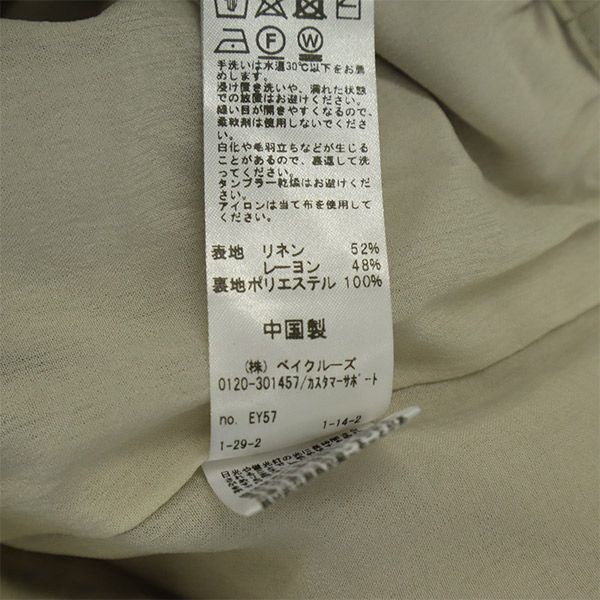 F W
手洗いは水温30℃以下をお薦
めします。
浸け置き洗いや、濡れた状態
での放置はお避けください。
縫い目が開きやすくなるので、
柔軟剤は使用しないでくださ
い。
白化や毛羽立ちなどが生じる
ことがあるので、裏返して洗
ってください。
タンブラー乾燥はお避け下さい。
アイロンは当て布を使用して
ください。
表地 リネン 52%
レーヨン 48%
裏地ポリエステル 100%
中国製
(株) ベイクルーズ
0120-301457/カスタマーサポート
no. EY57
1-14-2
1-29-2